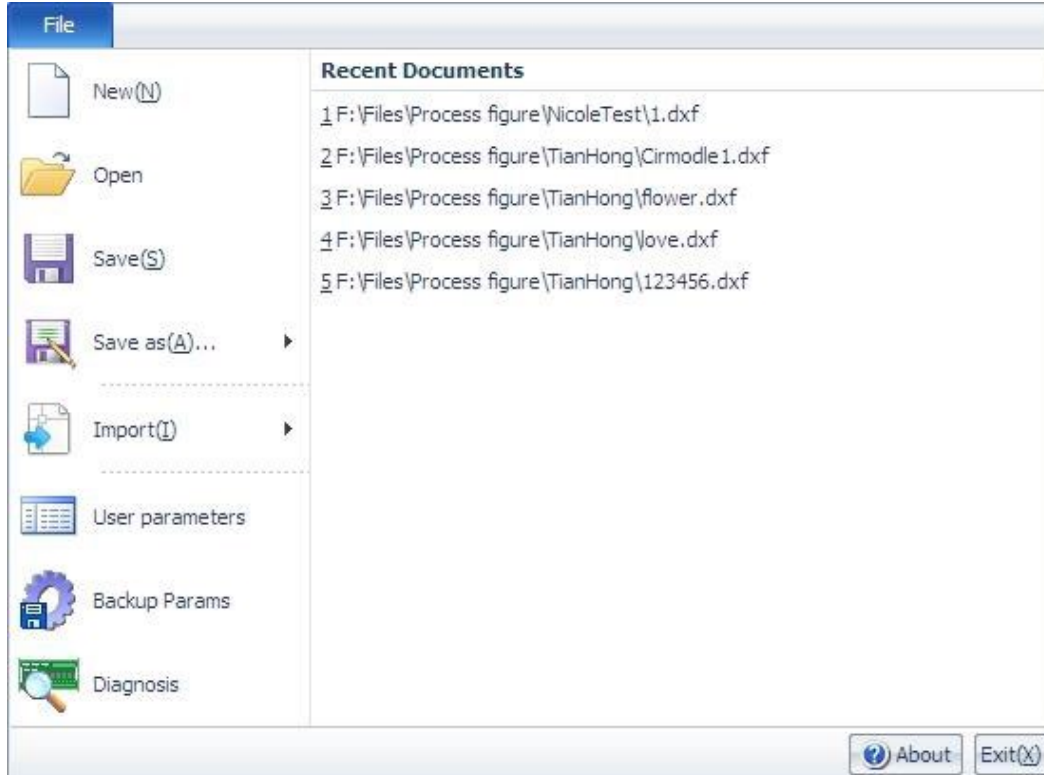 File
New(N)
Open
Save(S)
Save as(A)...
Import(I)
User parameters
Backup Params
Diagnosis
Recent Documents
1 F:\Files\Process figure\NicoleTest\1.dxf
2 F:\Files\Process figure\TianHong\Cirmodle1.dxf
3 F:\Files\Process figure\TianHong\flower.dxf
4 F:\Files\Process figure\TianHong\love.dxf
5 F:\Files\Process figure\TianHong\123456.dxf
About
Exit(X)